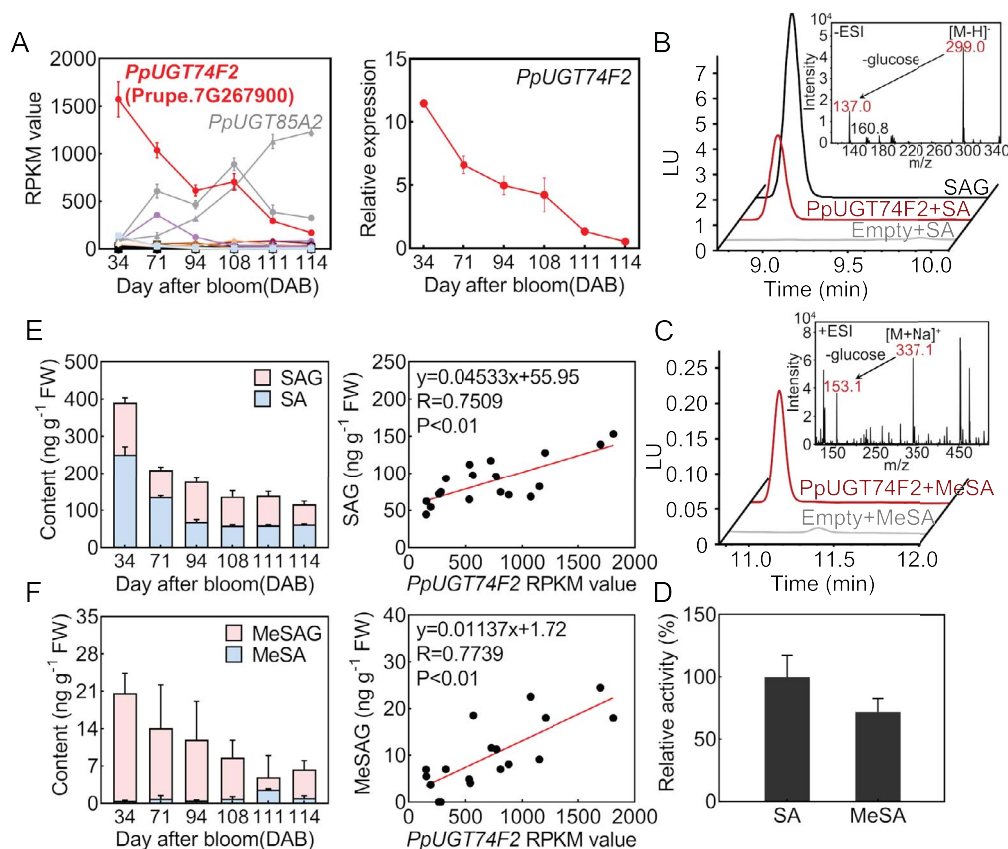 A
RPKM value
2000
1500
1000
500
0
PpUGT74F2
(Prupe.7G267900)
PpUGT85A2
34 71 94 108 111 114
Day after bloom(DAB)
Relative expression
15
10
5
0
PpUGT74F2
34 71 94 108 111 114
Day after bloom(DAB)
B
LU
7
6
5
4
3
2
1
0
SAG
PpUGT74F2+SA
Empty+SA
9.0 9.5 10.0
Time (min)
10⁴
-ESI
[M-H]⁻
299.0
-glucose
137.0
160.8
Intensity
5
4
3
2
1
0
140 180 220 260 300 340
m/z
E
Content (ng g⁻¹ FW)
500
400
300
200
100
0
SAG
SA
34 71 94 108 111 114
Day after bloom(DAB)
SAG (ng g⁻¹ FW)
200
150
100
50
0
y=0.04533x+55.95
R=0.7509
P<0.01
0 500 1000 1500 2000
PpUGT74F2 RPKM value
C
LU
0.25
0.20
0.15
0.10
0.05
0
PpUGT74F2+MeSA
Empty+MeSA
11.0 11.5 12.0
Time (min)
10⁴
+ESI
[M+Na]⁺
337.1
-glucose
153.1
Intensity
8
6
4
2
0
150 250 350 450
m/z
F
Content (ng g⁻¹ FW)
35
28
21
14
7
0
MeSAG
MeSA
34 71 94 108 111 114
Day after bloom(DAB)
MeSAG (ng g⁻¹ FW)
40
30
20
10
0
y=0.01137x+1.72
R=0.7739
P<0.01
0 500 1000 1500 2000
PpUGT74F2 RPKM value
D
Relative activity (%)
150
100
50
0
SA MeSA